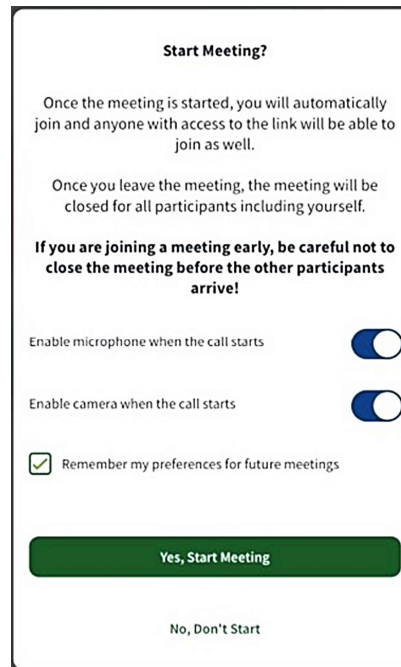 Start Meeting?
Once the meeting is started, you will automatically
join and anyone with access to the link will be able to
join as well.
Once you leave the meeting, the meeting will be
closed for all participants including yourself.
If you are joining a meeting early, be careful not to
close the meeting before the other participants
arrive!
Enable microphone when the call starts
Enable camera when the call starts
Remember my preferences for future meetings
Yes, Start Meeting
No, Don't Start